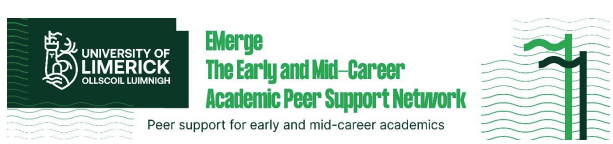 UNIVERSITY OF
LIMERICK
OLLSCOIL LUIMNIGH
EMerge
The Early and Mid-Career
Academic Peer Support Network
Peer support for early and mid-career academics